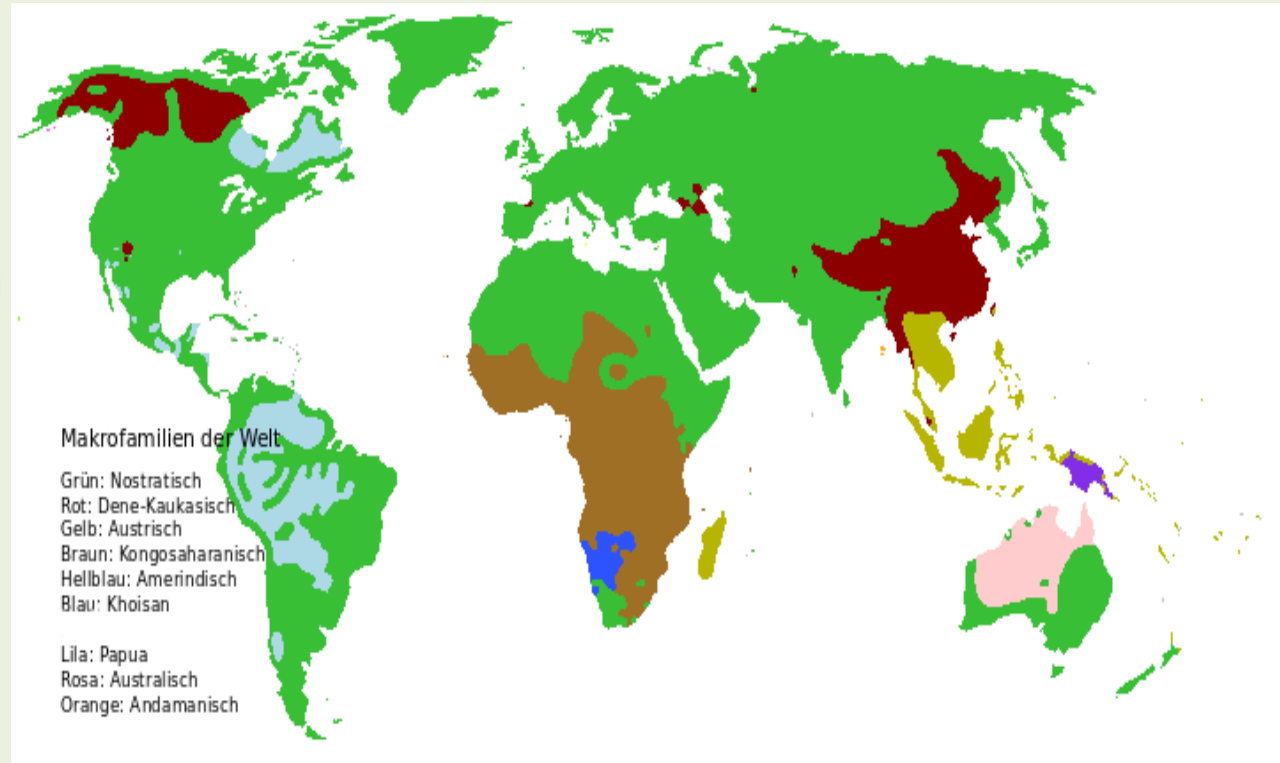 Makrofamilien der Welt
Grün: Nostratisch
Rot: Dene-Kaukasisch
Gelb: Austrisch
Braun: Kongosaharanisch
Hellblau: Amerindisch
Blau: Khoisan
Lila: Papua
Rosa: Australisch
Orange: Andamanisch